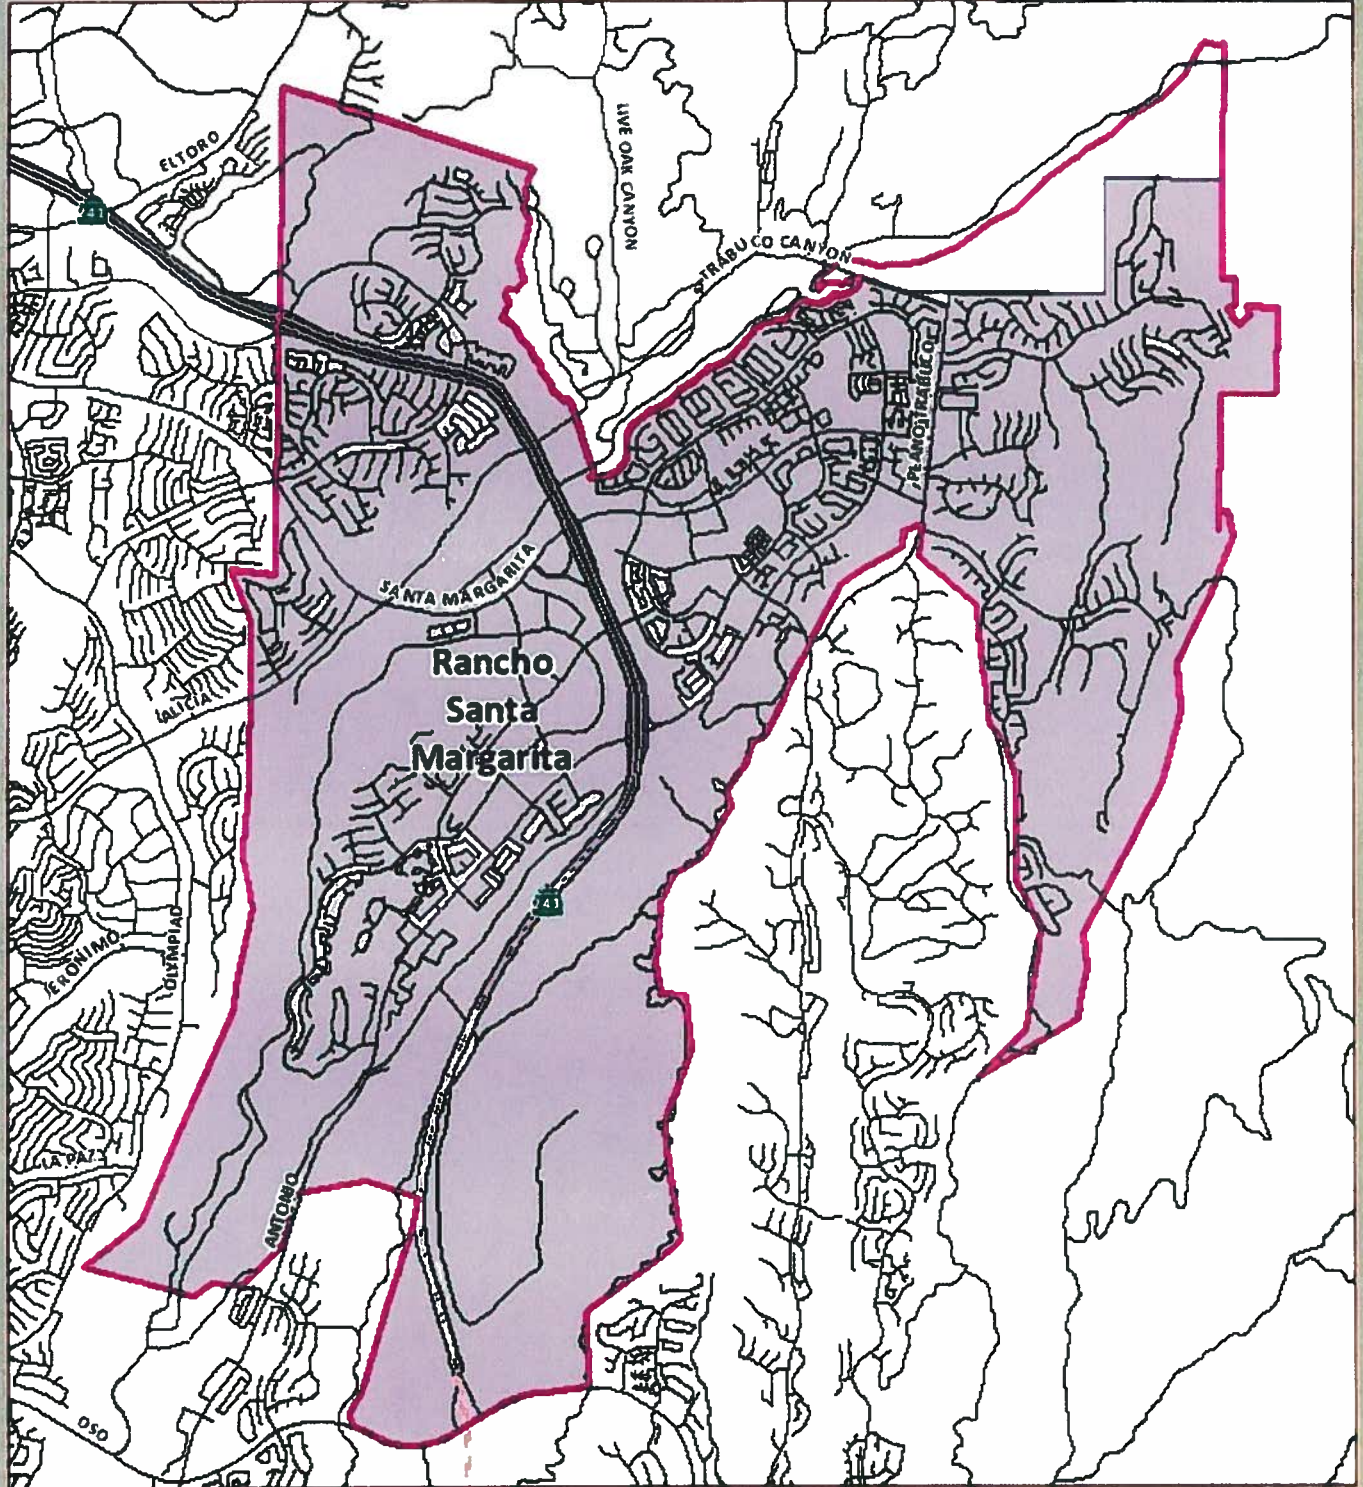 LIVE OAK CANYON
EL TORO
241
TRABUCO CANYON
PLANO TRABUCO
SANTA MARGARITA
Rancho
Santa
Margarita
ALICIA
241
OLYMPIAD
JERONIMO
LA PAZ
ANTONIO
OSO